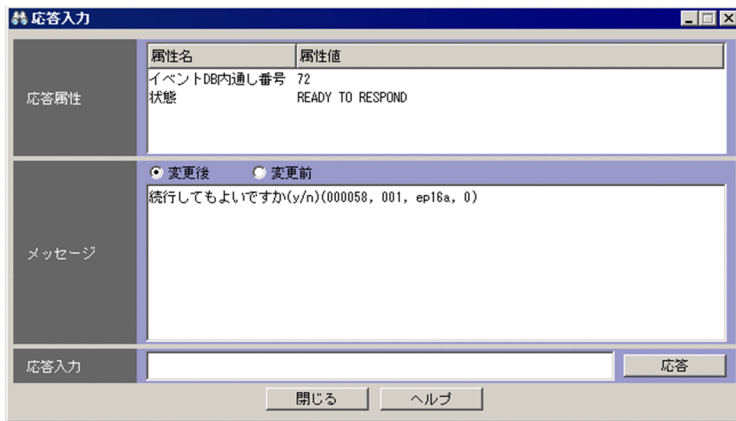 応答入力
属性名 属性値
応答属性
イベントDB内通し番号 72
状態 READY TO RESPOND
変更後 変更前
メッセージ
続行してもよいですか(y/n)(000058, 001, ep16a, 0)
応答入力 応答
閉じる ヘルプ